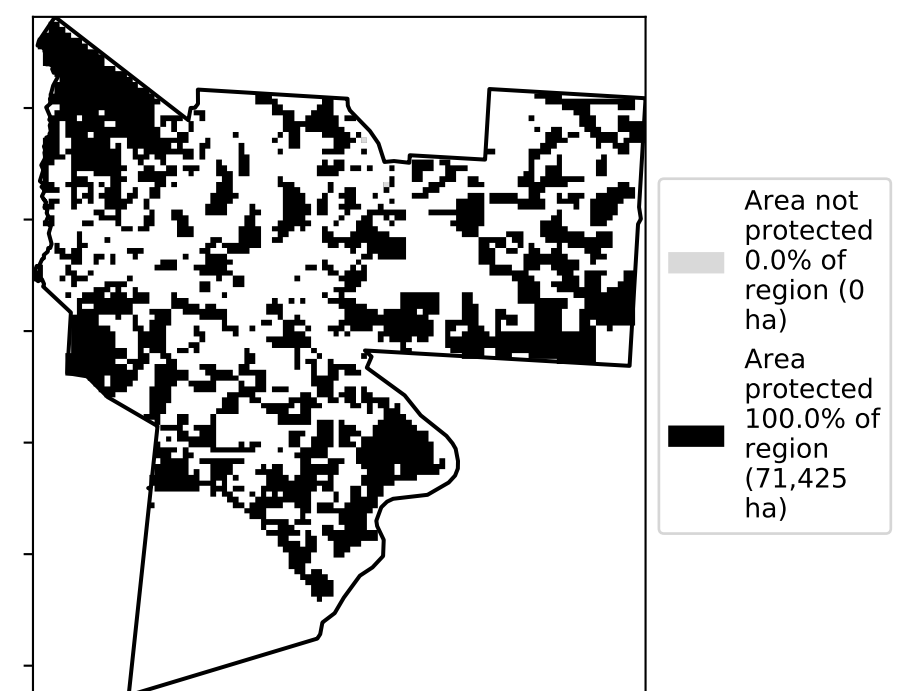 Area not
protected
0.0% of
region (0
ha)
Area
protected
100.0% of
region
(71,425
ha)